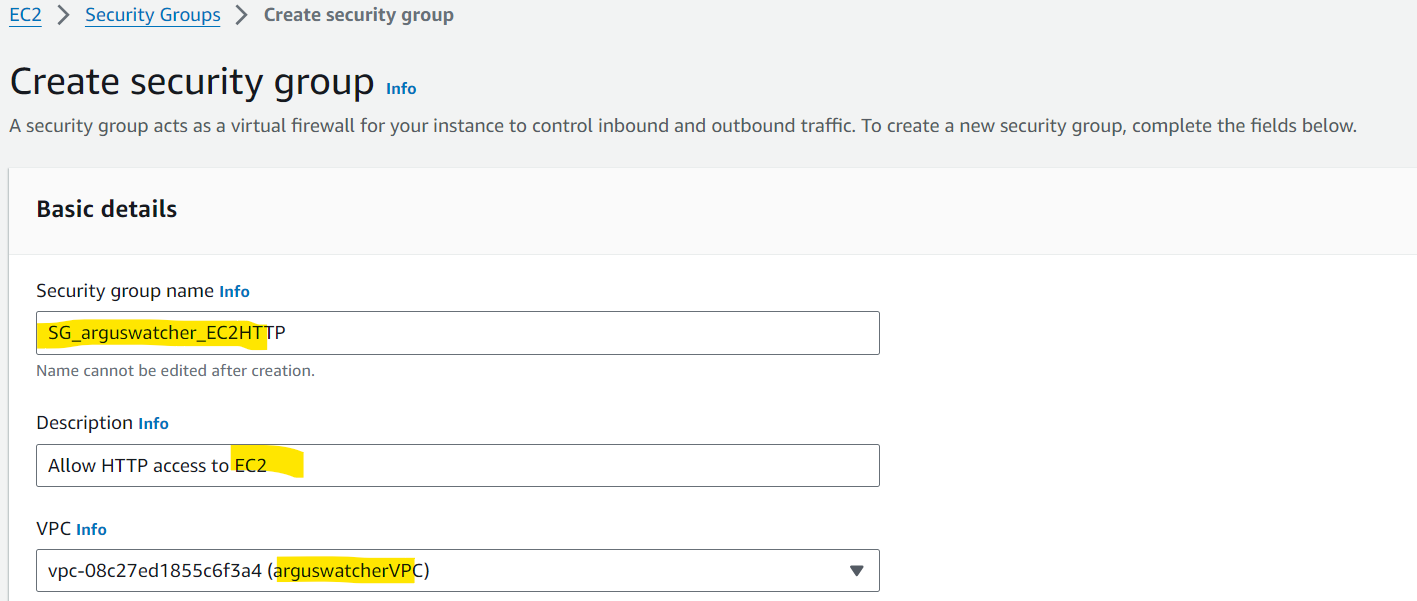 EC2 > Security Groups > Create security group
Create security group Info
A security group acts as a virtual firewall for your instance to control inbound and outbound traffic. To create a new security group, complete the fields below.
Basic details
Security group name Info
SG_arguswatcher_EC2HTTP
Name cannot be edited after creation.
Description Info
Allow HTTP access to EC2
VPC Info
vpc-08c27ed1855c6f3a4 (arguswatcherVPC)